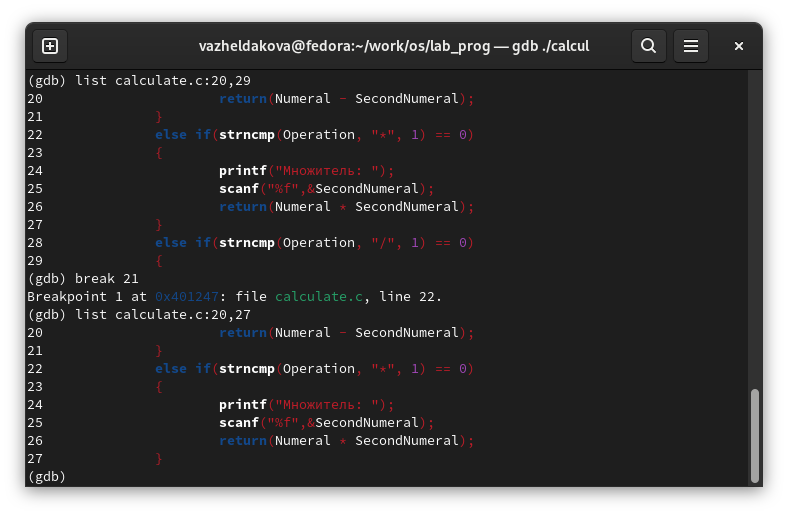 vazheldakova@fedora:~/work/os/lab_prog — gdb ./calcul
(gdb) list calculate.c:20,29
20                      return(Numeral - SecondNumeral);
21              }
22              else if(strncmp(Operation, "*", 1) == 0)
23              {
24                      printf("Множитель: ");
25                      scanf("%f",&SecondNumeral);
26                      return(Numeral * SecondNumeral);
27              }
28              else if(strncmp(Operation, "/", 1) == 0)
29              {
(gdb) break 21
Breakpoint 1 at 0x401247: file calculate.c, line 22.
(gdb) list calculate.c:20,27
20                      return(Numeral - SecondNumeral);
21              }
22              else if(strncmp(Operation, "*", 1) == 0)
23              {
24                      printf("Множитель: ");
25                      scanf("%f",&SecondNumeral);
26                      return(Numeral * SecondNumeral);
27              }
(gdb)